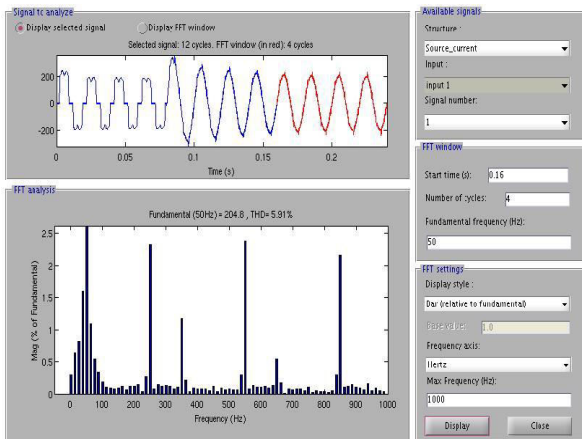 Signal to analyze
Display selected signal
Display FFT window
Selected signal: 12 cycles. FFT window (in red): 4 cycles
200
0
-200
0
0.05
0.1
0.15
0.2
Time (s)
FFT analysis
Fundamental (50Hz) = 204.8 , THD= 5.91%
2.5
2
1.5
1
0.5
0
Mag (% of Fundamental)
0
100
200
300
400
500
600
700
800
900
1000
Frequency (Hz)
Available signals
Structure :
Source_current
Input :
input 1
Signal number:
1
FFT window
Start time (s):
0.16
Number of cycles:
4
Fundamental frequency (Hz):
50
FFT settings
Display style :
Bar (relative to fundamental)
Base value:
1.0
Frequency axis:
Hertz
Max Frequency (Hz):
1000
Display
Close